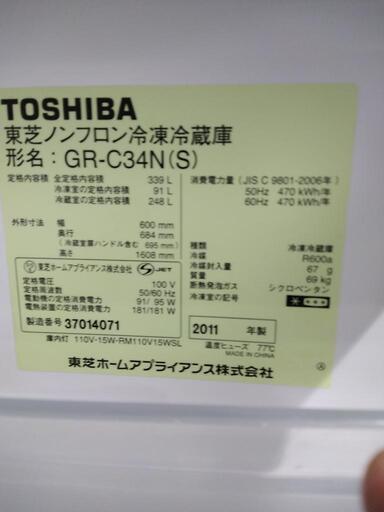 TOSHIBA
東芝ノンフロン冷凍冷蔵庫
形名：GR-C34N(S)
定格内容積 全定格内容積 339 L
冷凍室の定格内容積 91 L
冷蔵室の定格内容積 248 L
消費電力量 (JIS C 9801-2006年)
50Hz 470 kWh/年
60Hz 470 kWh/年
外形寸法 幅 600 mm
奥行 684 mm
(冷蔵室扉ハンドル含む 695 mm)
高さ 1608 mm
種類 冷凍冷蔵庫
冷媒 R600a
冷媒封入量 67 g
質量 69 kg
断熱発泡ガス シクロペンタン
冷凍室の記号
東芝ホームアプライアンス株式会社 S JET
定格電圧 100 V
定格周波数 50/60 Hz
電動機の定格消費電力 91/ 95 W
電熱装置の定格消費電力 181/181 W
製造番号 37014071
2011 年製
庫内灯 110V-15W-RM110V15WSL
温度ヒューズ 77℃
MADE IN CHINA
東芝ホームアプライアンス株式会社
Ⓐ